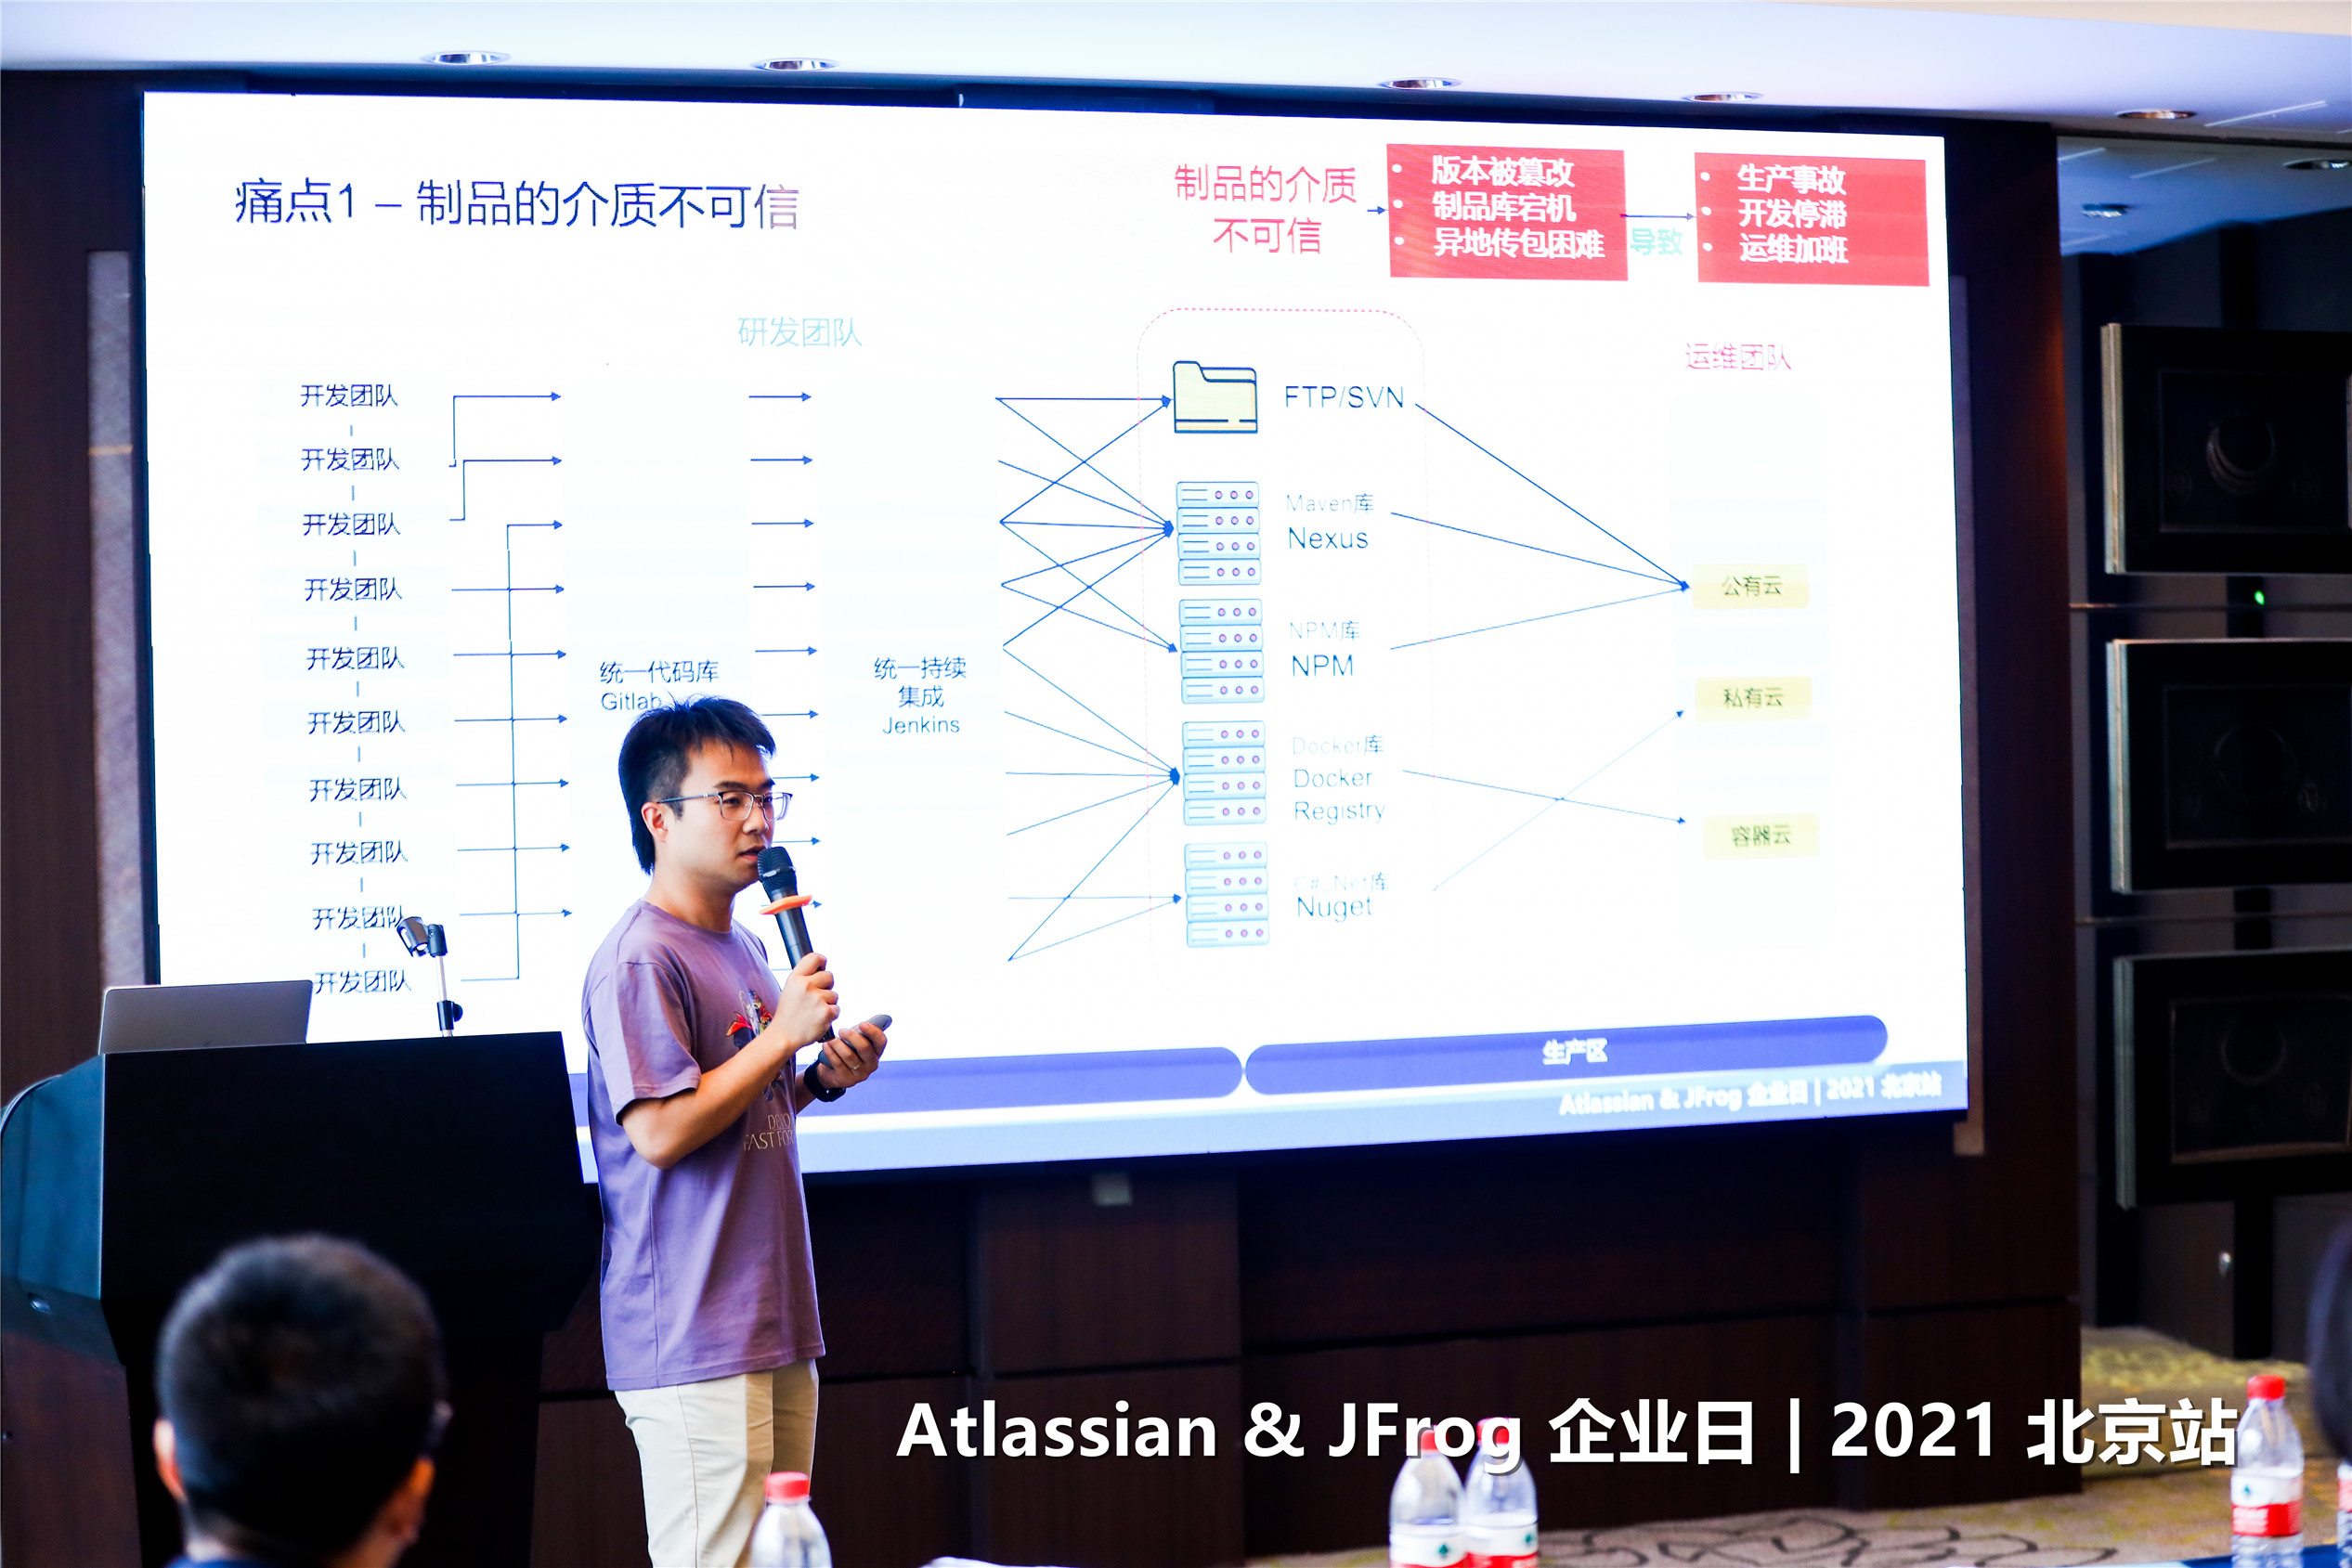 痛点1 – 制品的介质不可信
制品的介质
不可信
• 版本被篡改
• 制品库宕机
• 异地传包困难
导致
• 生产事故
• 开发停滞
• 运维加班
研发团队
运维团队
开发团队
开发团队
开发团队
开发团队
开发团队
开发团队
开发团队
开发团队
开发团队
开发团队
统一代码库
Gitlab
统一持续
集成
Jenkins
FTP/SVN
Maven库
Nexus
NPM库
NPM
Docker库
Docker
Registry
C#,.Net库
Nuget
公有云
私有云
容器云
生产区
Atlassian & JFrog 企业日 | 2021 北京站
Atlassian & JFrog 企业日 | 2021 北京站